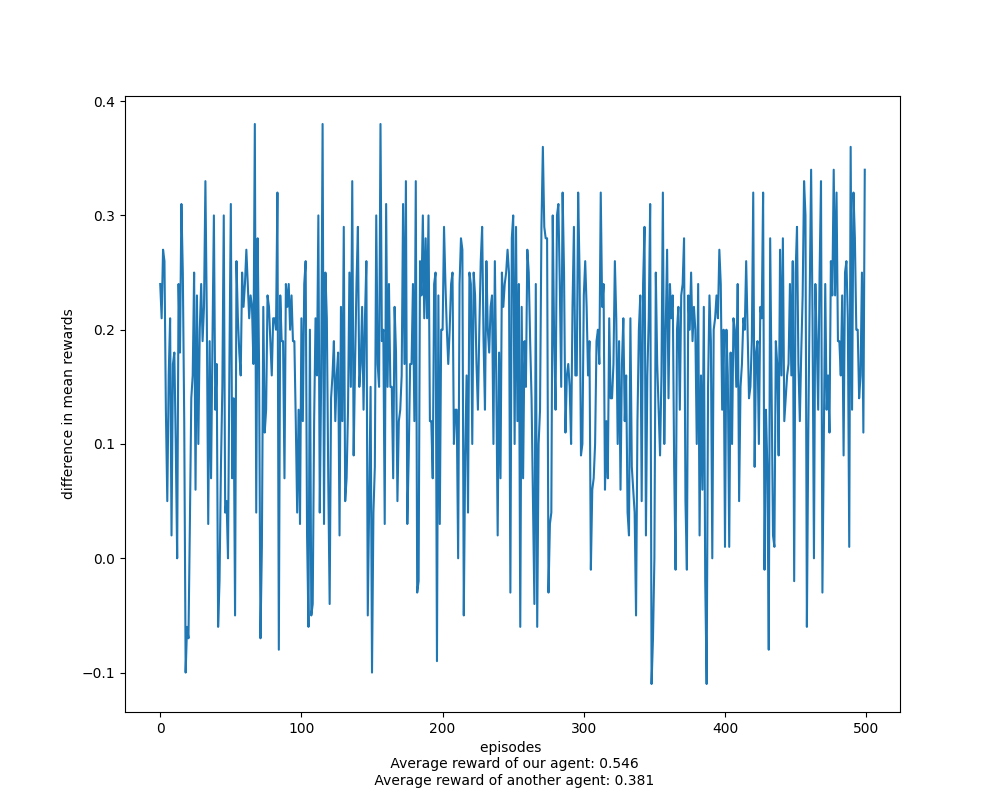 0.4
0.3
0.2
0.1
0.0
−0.1
difference in mean rewards
0 100 200 300 400 500
episodes
Average reward of our agent: 0.546
Average reward of another agent: 0.381